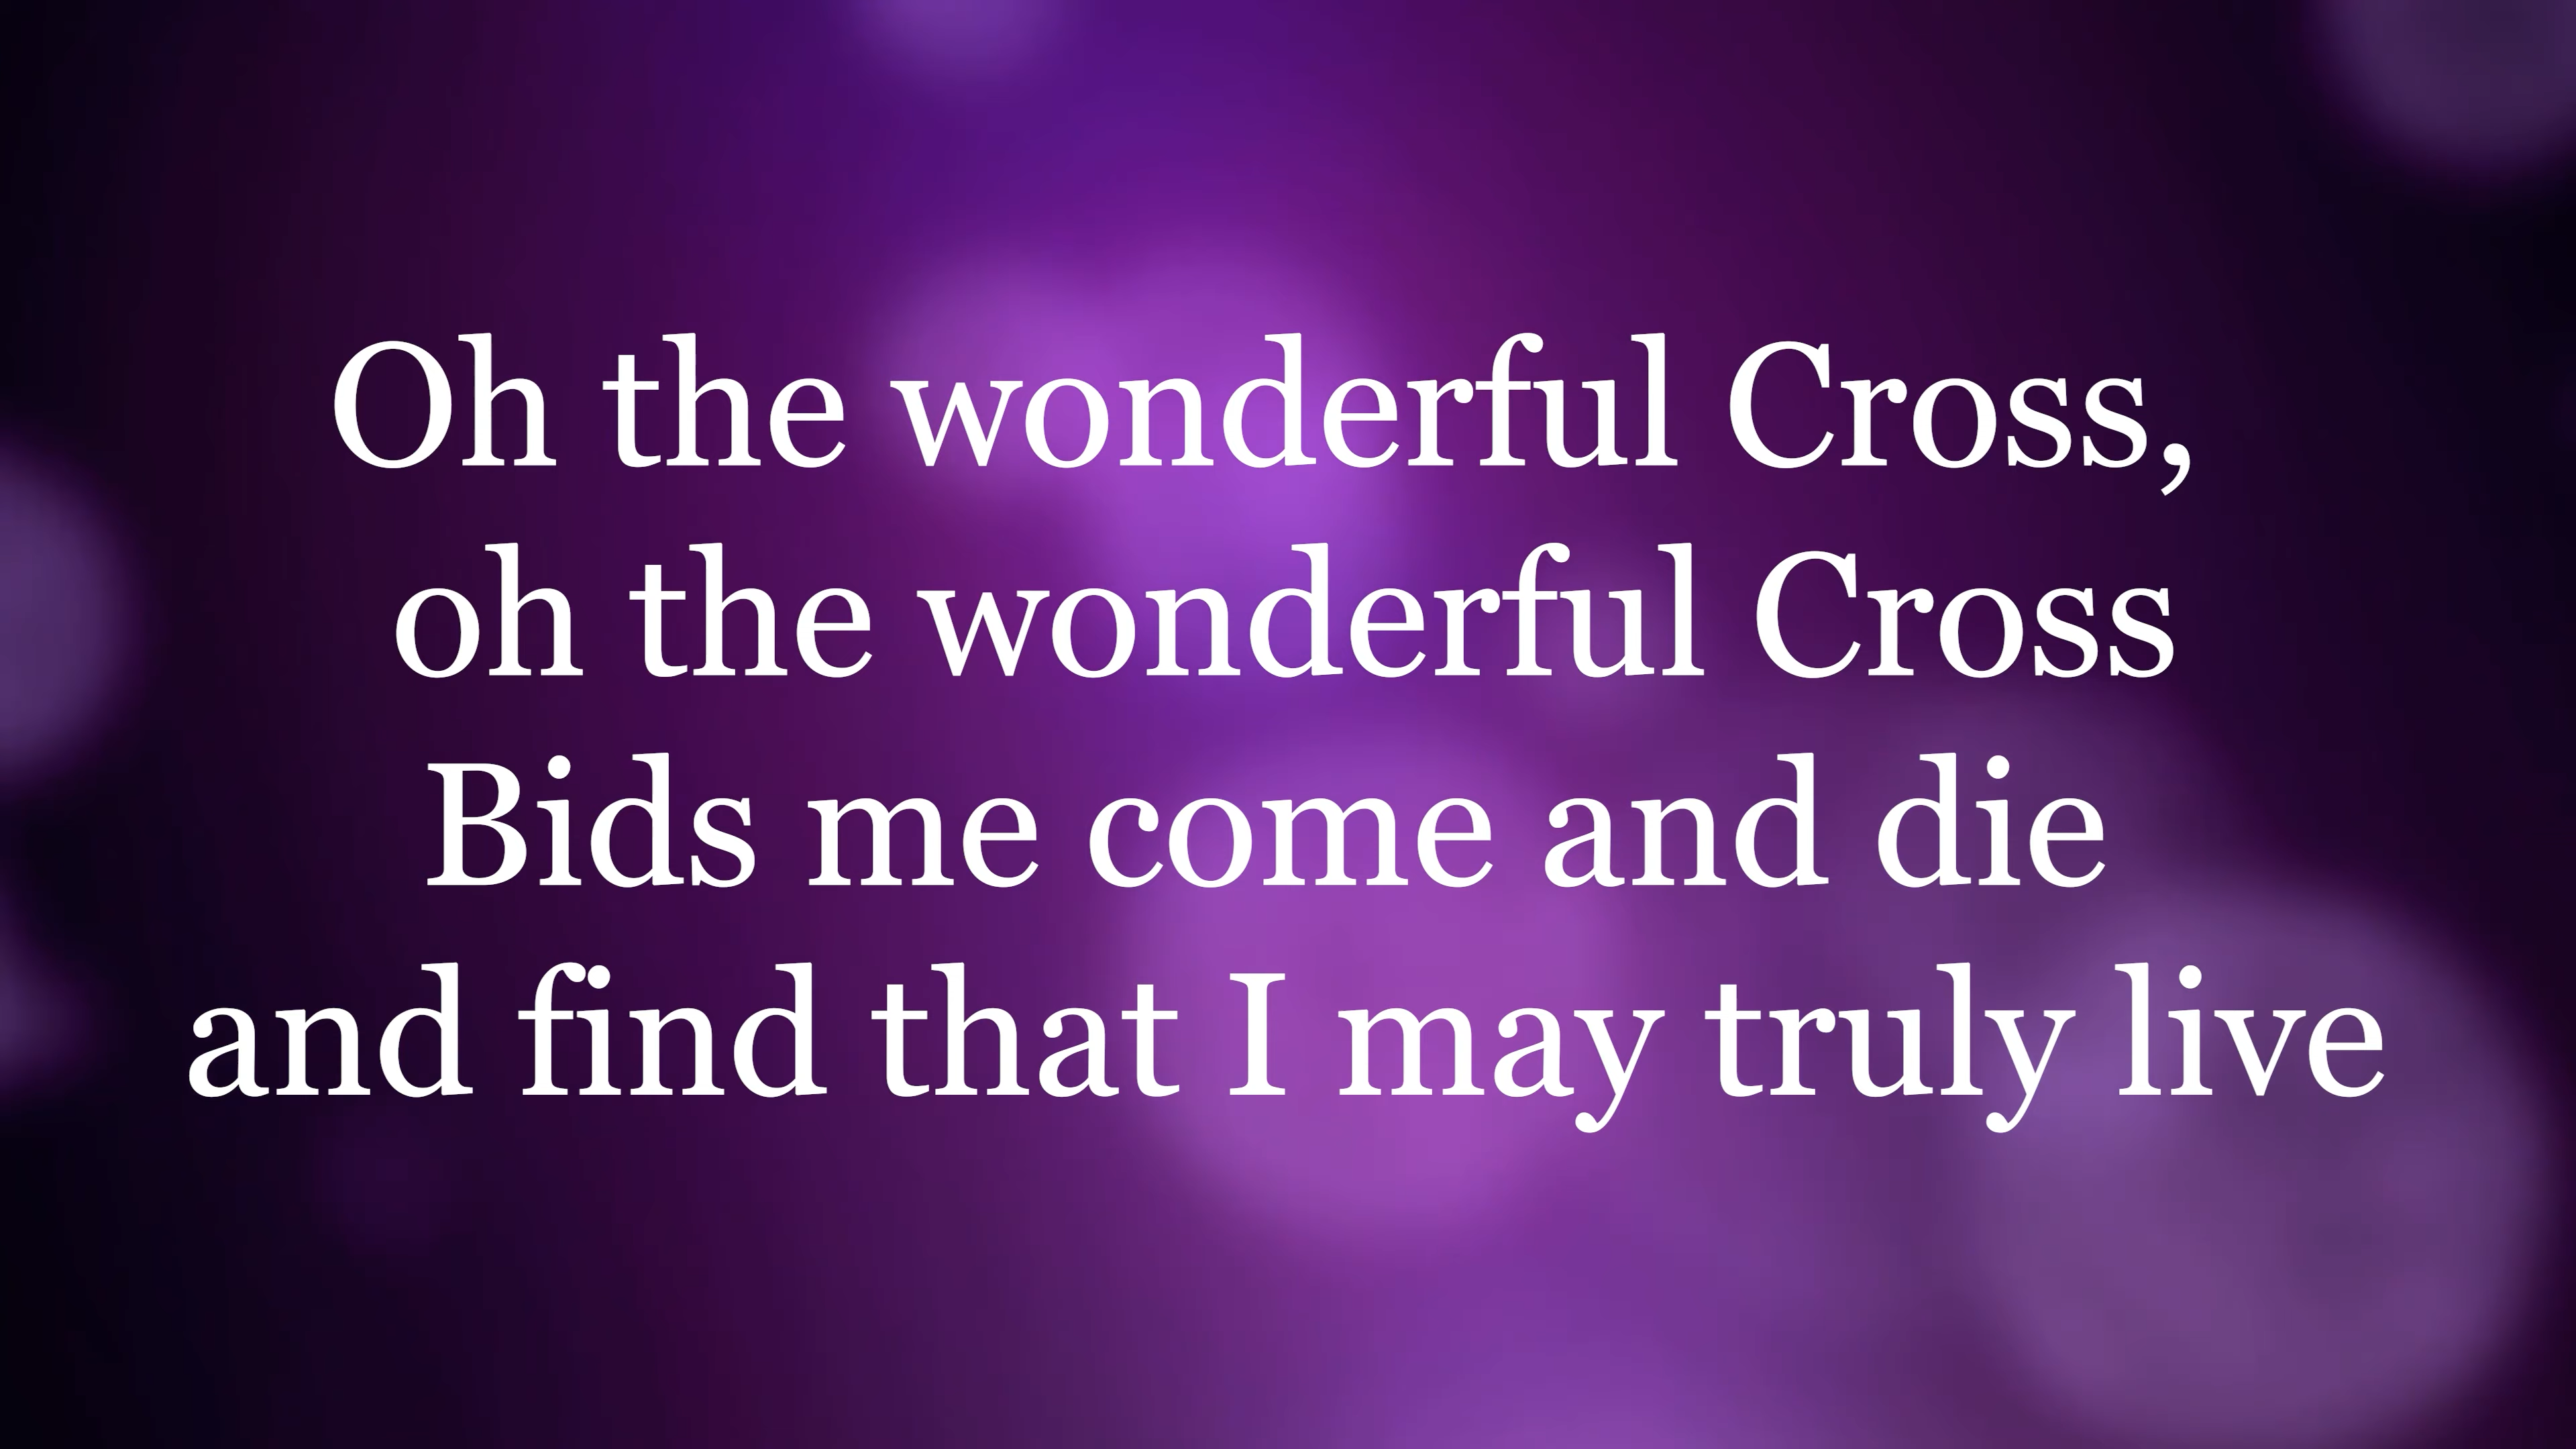 Oh the wonderful Cross,
oh the wonderful Cross
Bids me come and die
and find that I may truly live